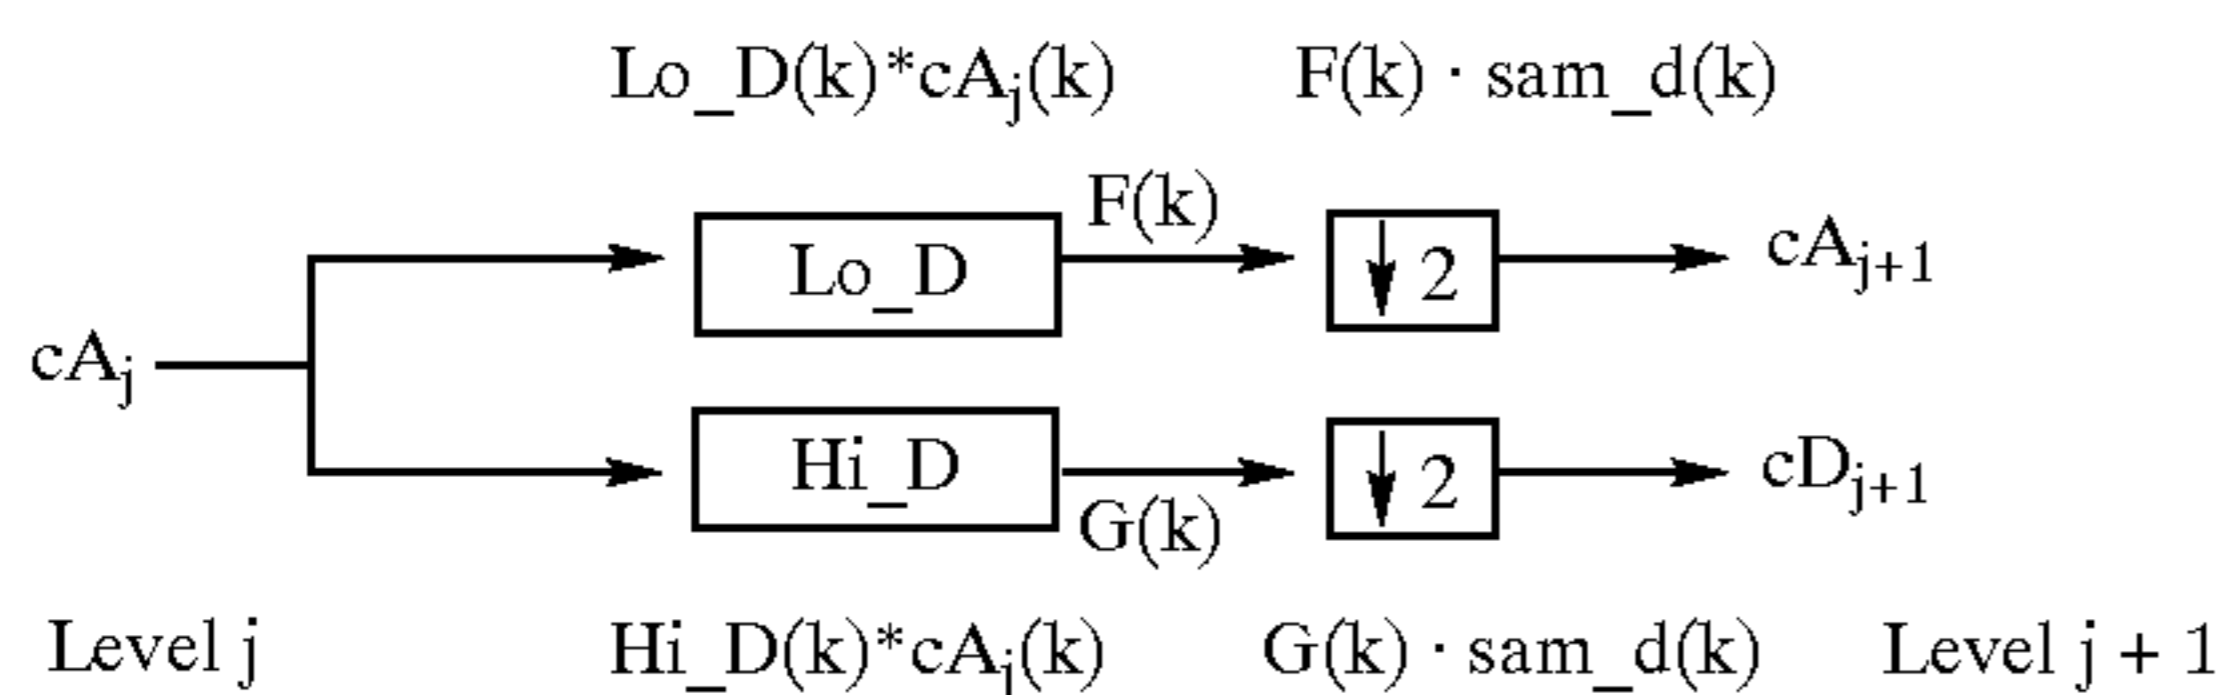 Lo_D(k)*cAj(k) F(k) · sam_d(k)
F(k)
Lo_D ↓ 2 cAj+1
cAj
Hi_D ↓ 2 cDj+1
G(k)
Level j Hi_D(k)*cAj(k) G(k) · sam_d(k) Level j + 1